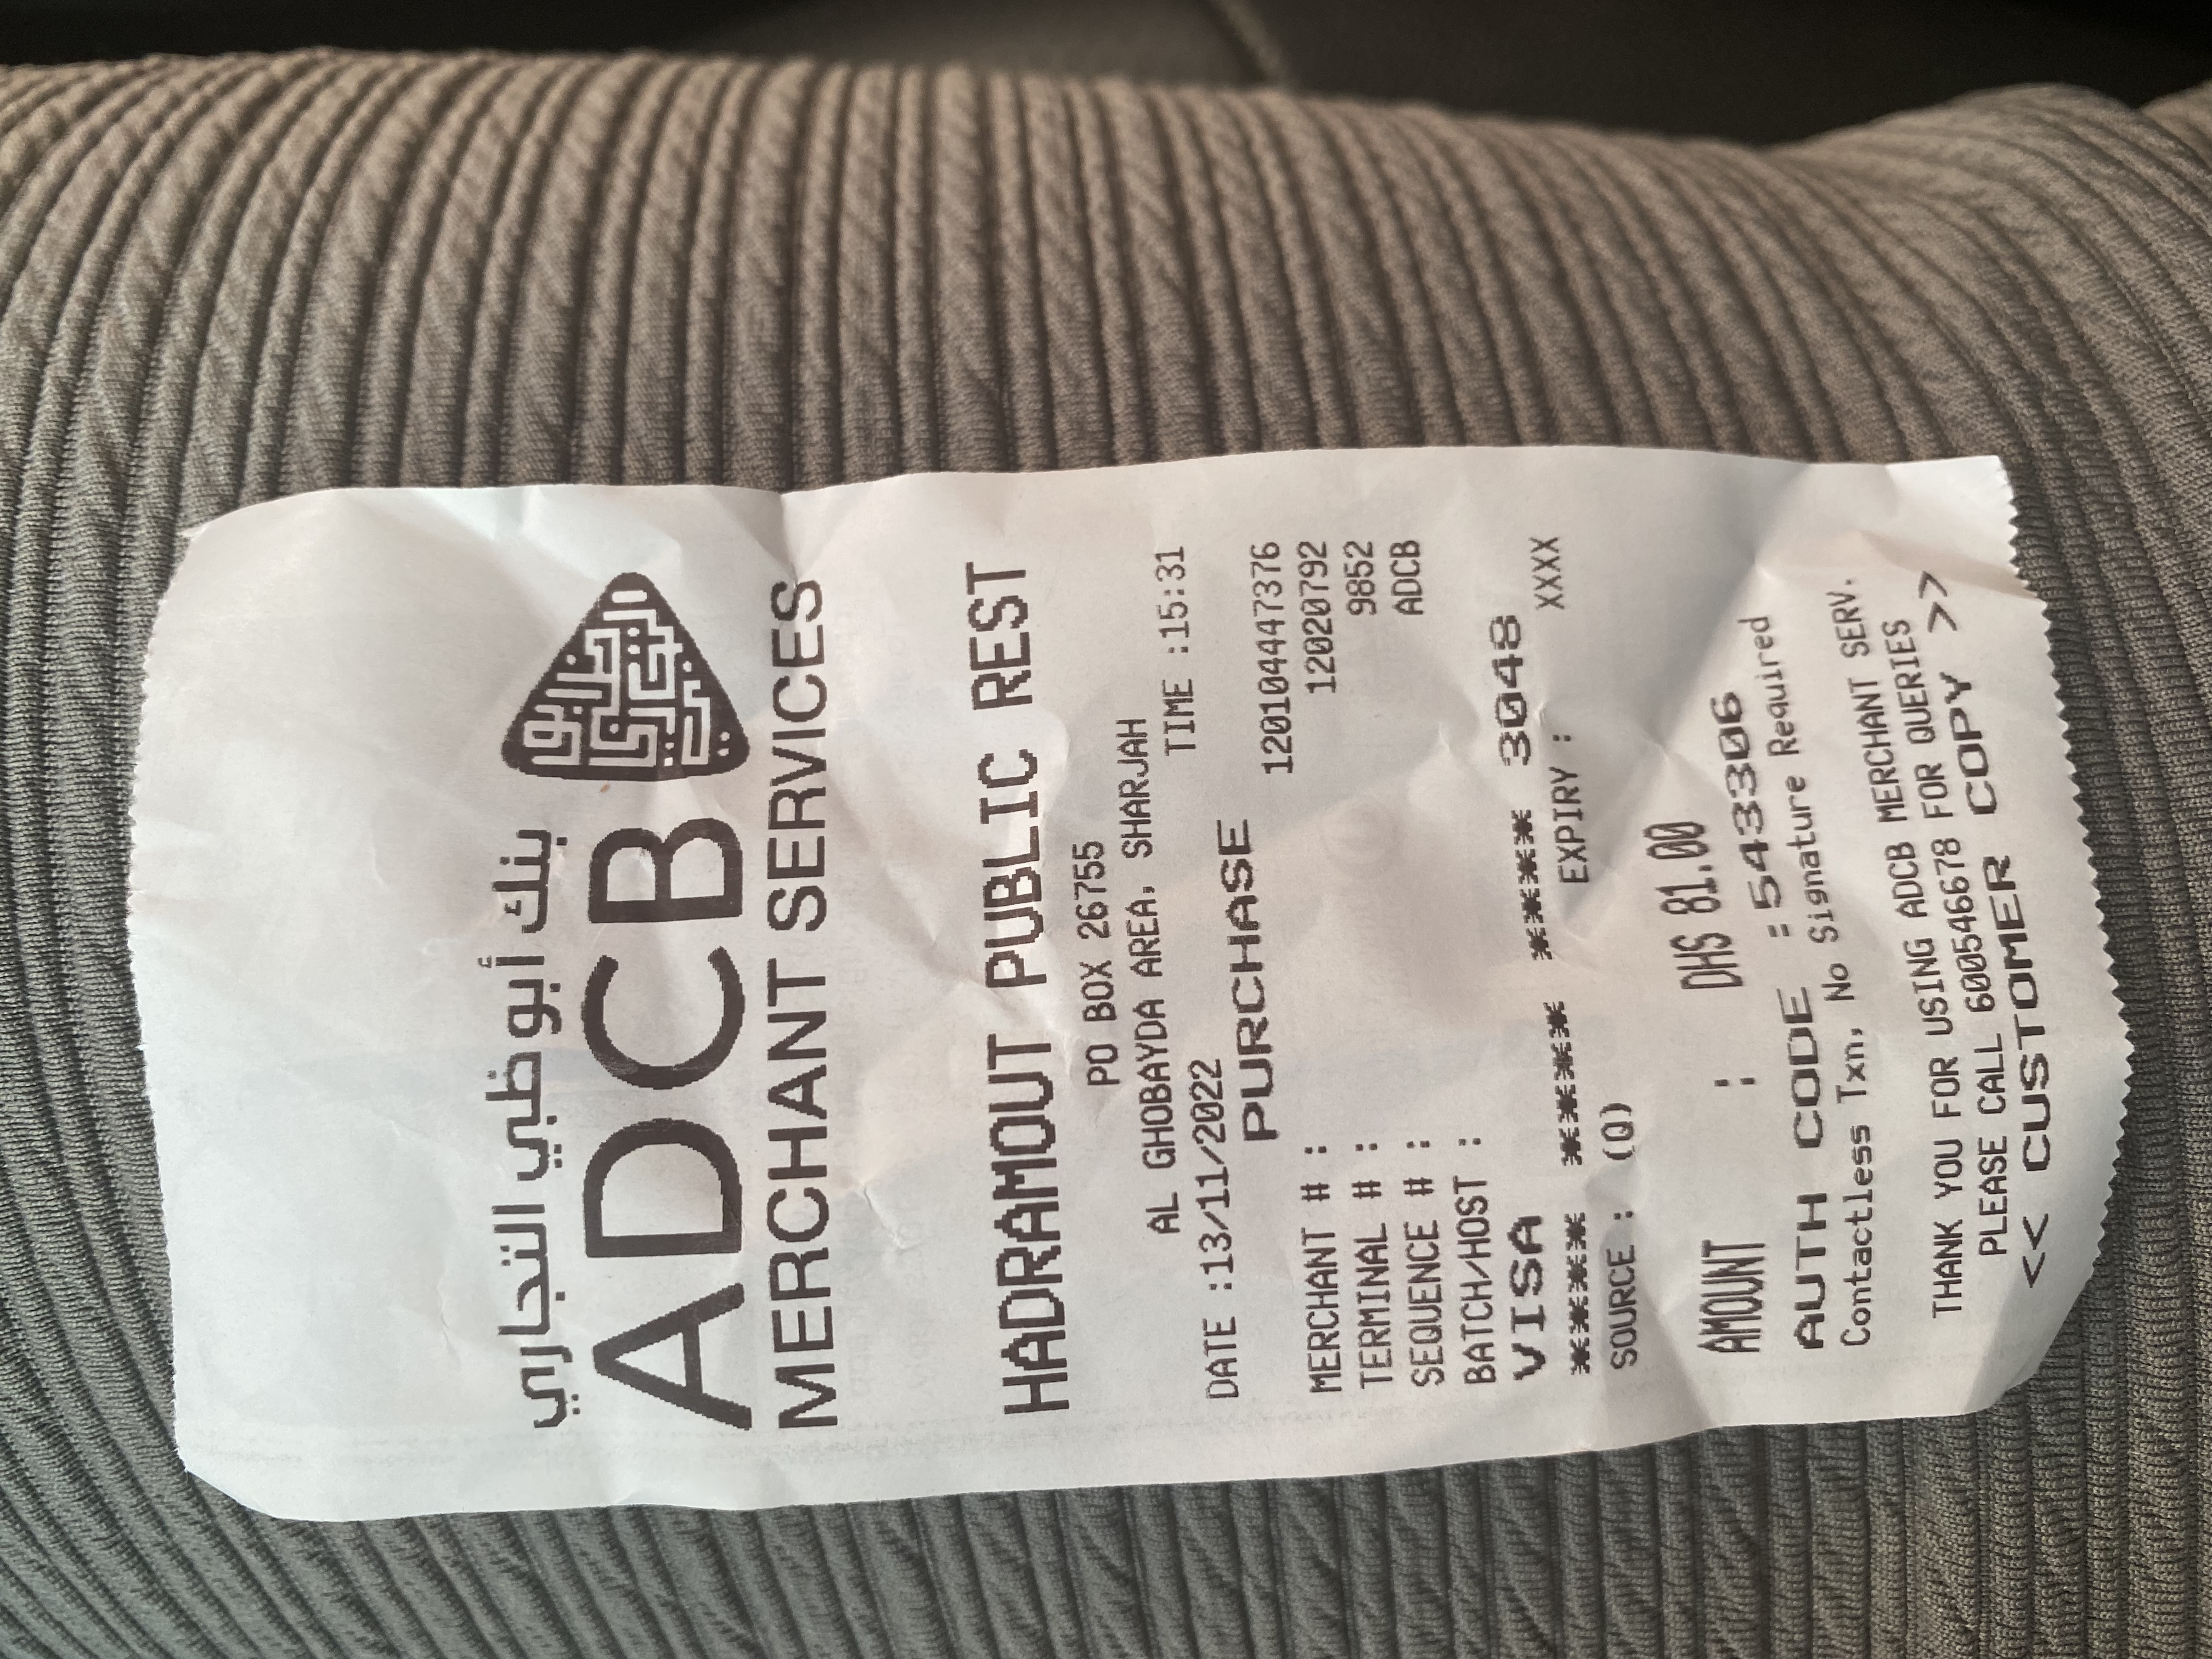 بنك أبوظبي التجاري
ADCB
MERCHANT SERVICES
HADRAMOUT PUBLIC REST
PO BOX 26755
AL GHOBAYDA AREA, SHARJAH
DATE :13/11/2022 TIME :15:31
PURCHASE
MERCHANT # : 120104447376
TERMINAL # : 12020792
SEQUENCE # : 9852
BATCH/HOST : ADCB
VISA
**** **** **** 3048
SOURCE : (Q) EXPIRY : XXXX
AMOUNT : DHS 81.00
AUTH CODE :543306
Contactless Txn, No Signature Required
THANK YOU FOR USING ADCB MERCHANT SERV.
PLEASE CALL 600546678 FOR QUERIES
<< CUSTOMER COPY >>